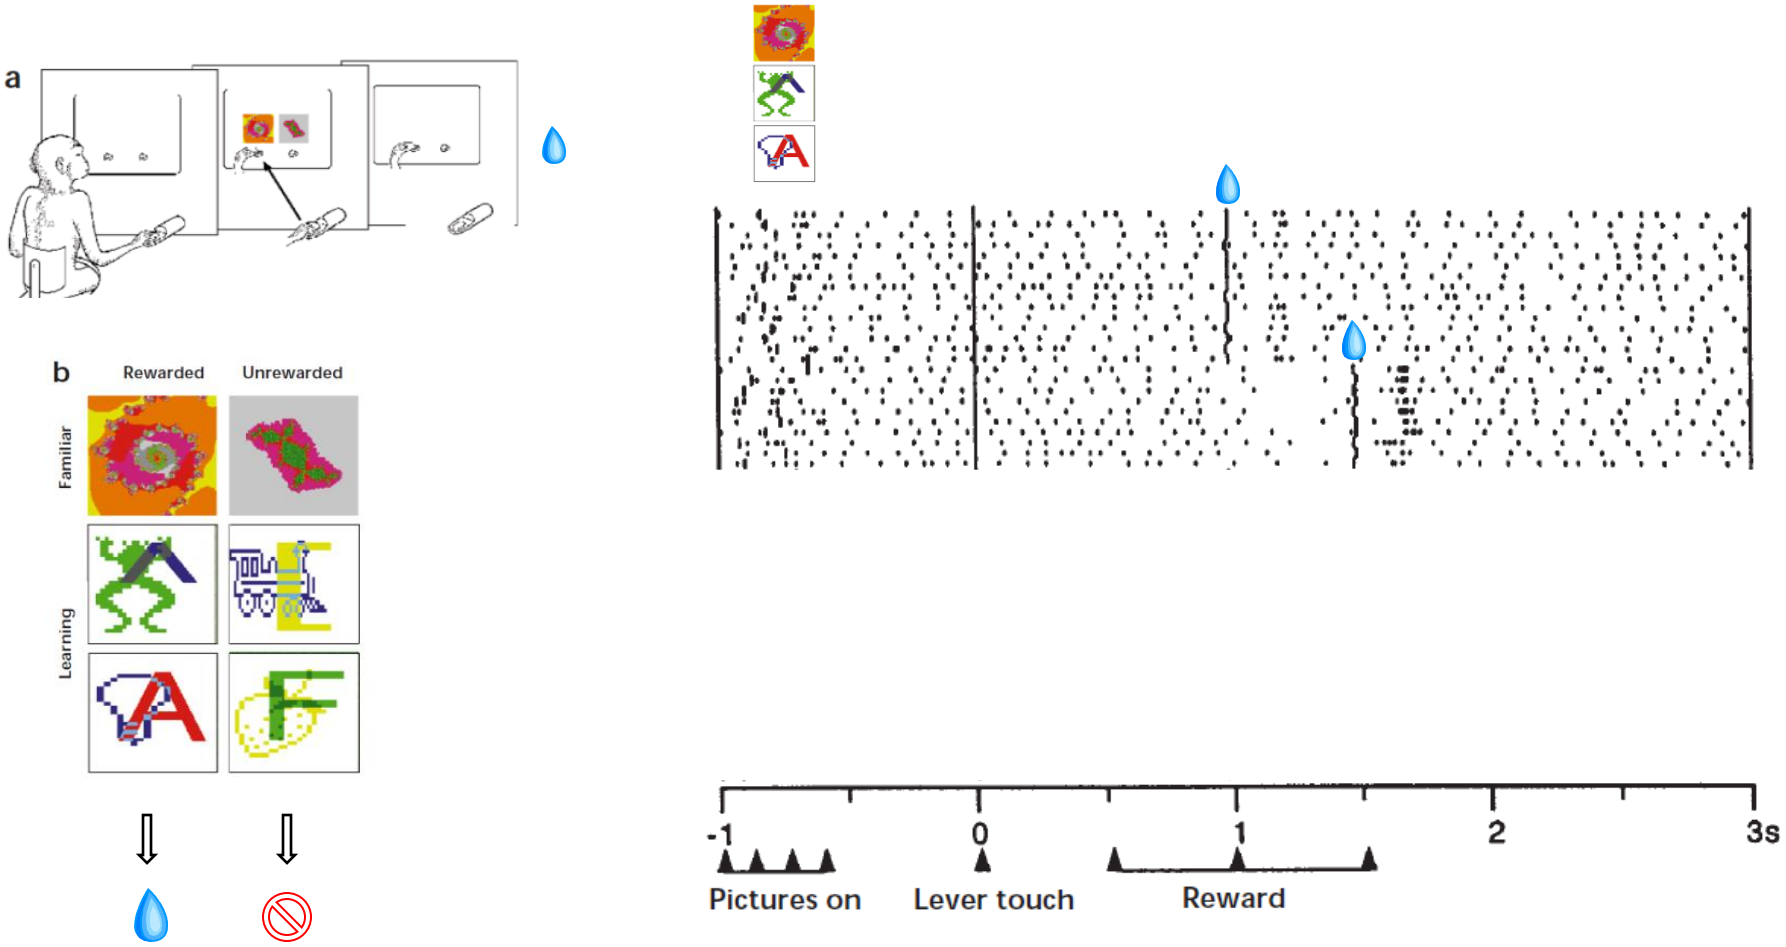 a
b
Rewarded Unrewarded
Familiar
Learning
-1 0 1 2 3s
Pictures on Lever touch Reward